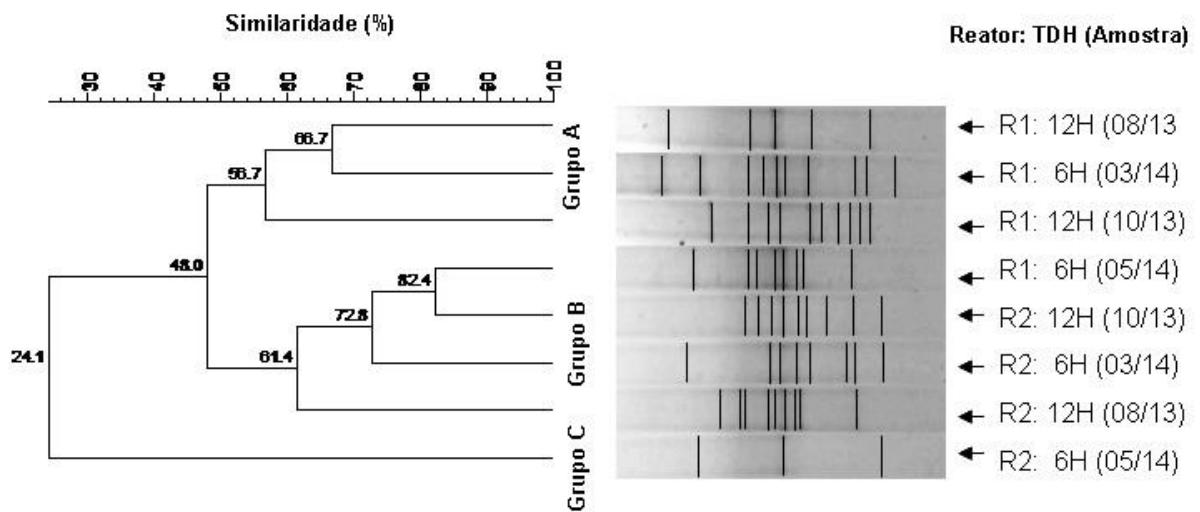 Similaridade (%)
Reator: TDH (Amostra)
30 40 50 60 70 80 90 100
66.7
56.7
48.0
82.4
72.8
61.4
24.1
Grupo A
Grupo B
Grupo C
R1: 12H (08/13
R1: 6H (03/14)
R1: 12H (10/13)
R1: 6H (05/14)
R2: 12H (10/13)
R2: 6H (03/14)
R2: 12H (08/13)
R2: 6H (05/14)